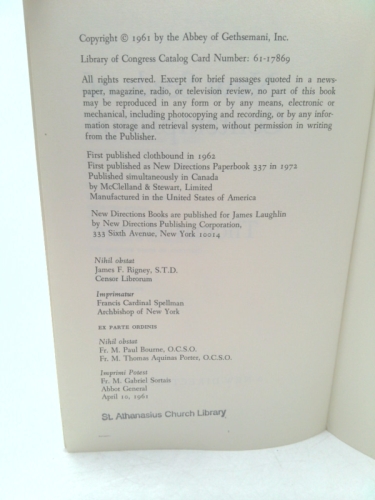 Copyright © 1961 by the Abbey of Gethsemani, Inc.
Library of Congress Catalog Card Number: 61-17869
All rights reserved. Except for brief passages quoted in a news-
paper, magazine, radio, or television review, no part of this book
may be reproduced in any form or by any means, electronic or
mechanical, including photocopying and recording, or by any infor-
mation storage and retrieval system, without permission in writing
from the Publisher.
First published clothbound in 1962
First published as New Directions Paperbook 337 in 1972
Published simultaneously in Canada
by McClelland & Stewart, Limited
Manufactured in the United States of America
New Directions Books are published for James Laughlin
by New Directions Publishing Corporation,
333 Sixth Avenue, New York 10014
Nihil obstat
James F. Rigney, S.T.D.
Censor Librorum
Imprimatur
Francis Cardinal Spellman
Archbishop of New York
EX PARTE ORDINIS
Nihil obstat
Fr. M. Paul Bourne, O.C.S.O.
Fr. M. Thomas Aquinas Porter, O.C.S.O.
Imprimi Potest
Fr. M. Gabriel Sortais
Abbot General
April 10, 1961
St. Athanasius Church Library